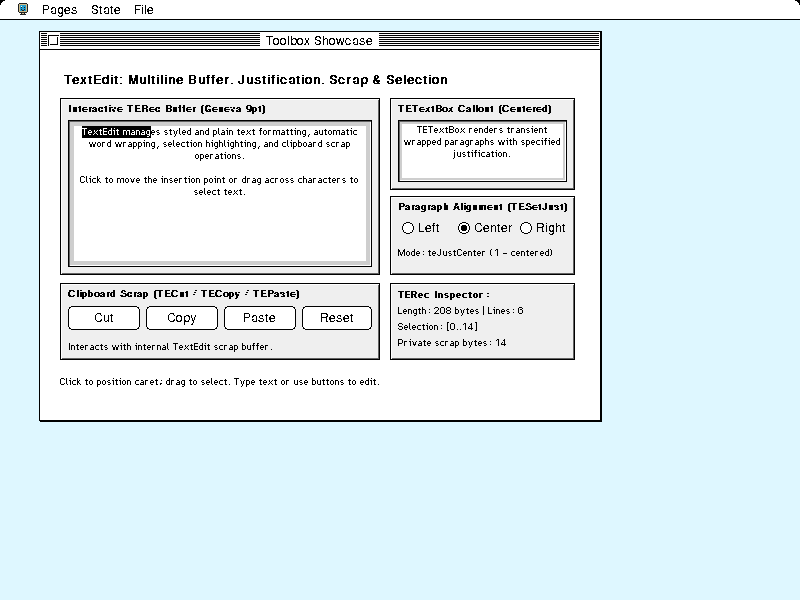 Pages State File
Toolbox Showcase
TextEdit: Multiline Buffer, Justification, Scrap & Selection
Interactive TERec Buffer (Geneva 9pt)
TextEdit manages styled and plain text formatting, automatic
word wrapping, selection highlighting, and clipboard scrap
operations.
Click to move the insertion point or drag across characters to
select text.
TETextBox Callout (Centered)
TETextBox renders transient
wrapped paragraphs with specified
justification.
Paragraph Alignment (TESetJust)
Left Center Right
Mode: teJustCenter (1 - centered)
Clipboard Scrap (TECut / TECopy / TEPaste)
Cut Copy Paste Reset
Interacts with internal TextEdit scrap buffer.
TERec Inspector:
Length: 208 bytes | Lines: 6
Selection: [0..14]
Private scrap bytes: 14
Click to position caret; drag to select. Type text or use buttons to edit.